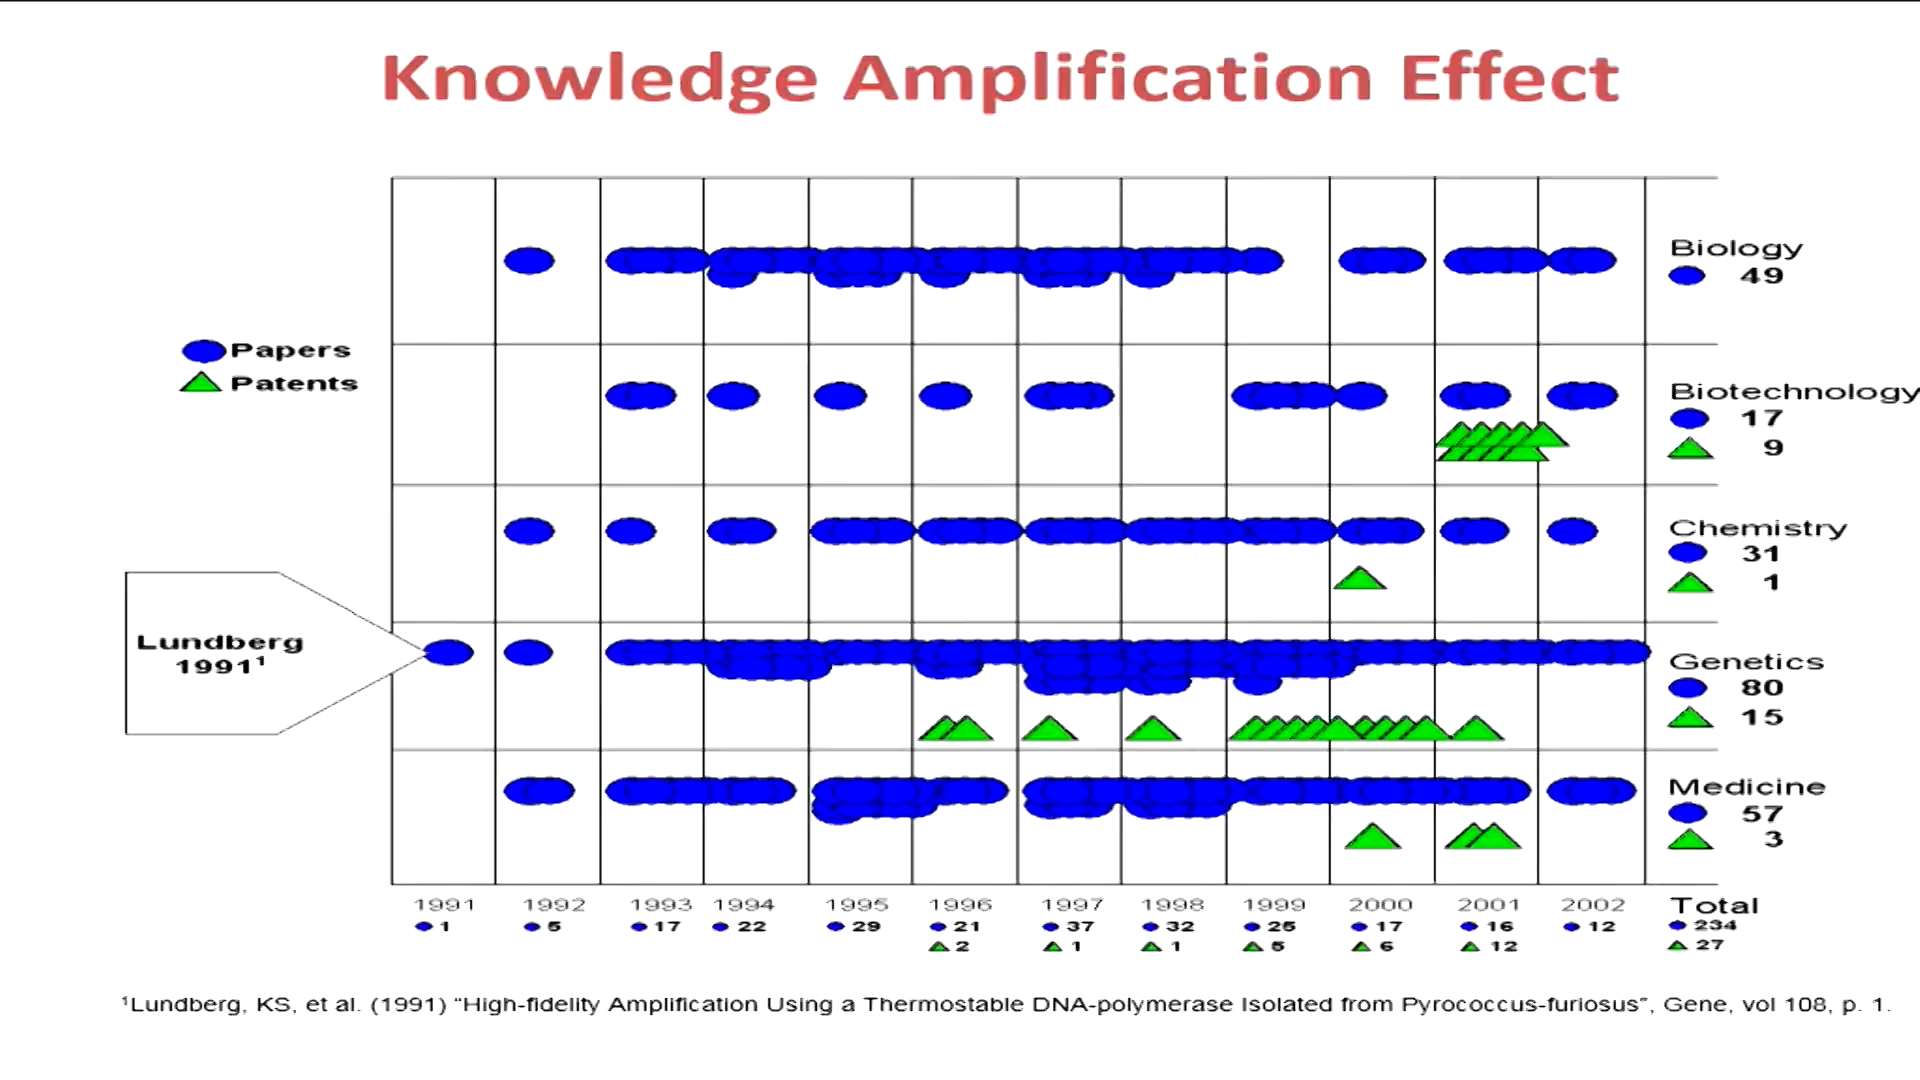 Knowledge Amplification Effect
Papers
Patents
Lundberg
1991¹
Biology
49
Biotechnology
17
9
Chemistry
31
1
Genetics
80
15
Medicine
57
3
1991 1992 1993 1994 1995 1996 1997 1998 1999 2000 2001 2002 Total
1 5 17 22 29 21 37 32 25 17 16 12 234
2 1 1 5 6 12 27
¹Lundberg, KS, et al. (1991) “High-fidelity Amplification Using a Thermostable DNA-polymerase Isolated from Pyrococcus-furiosus”, Gene, vol 108, p. 1.